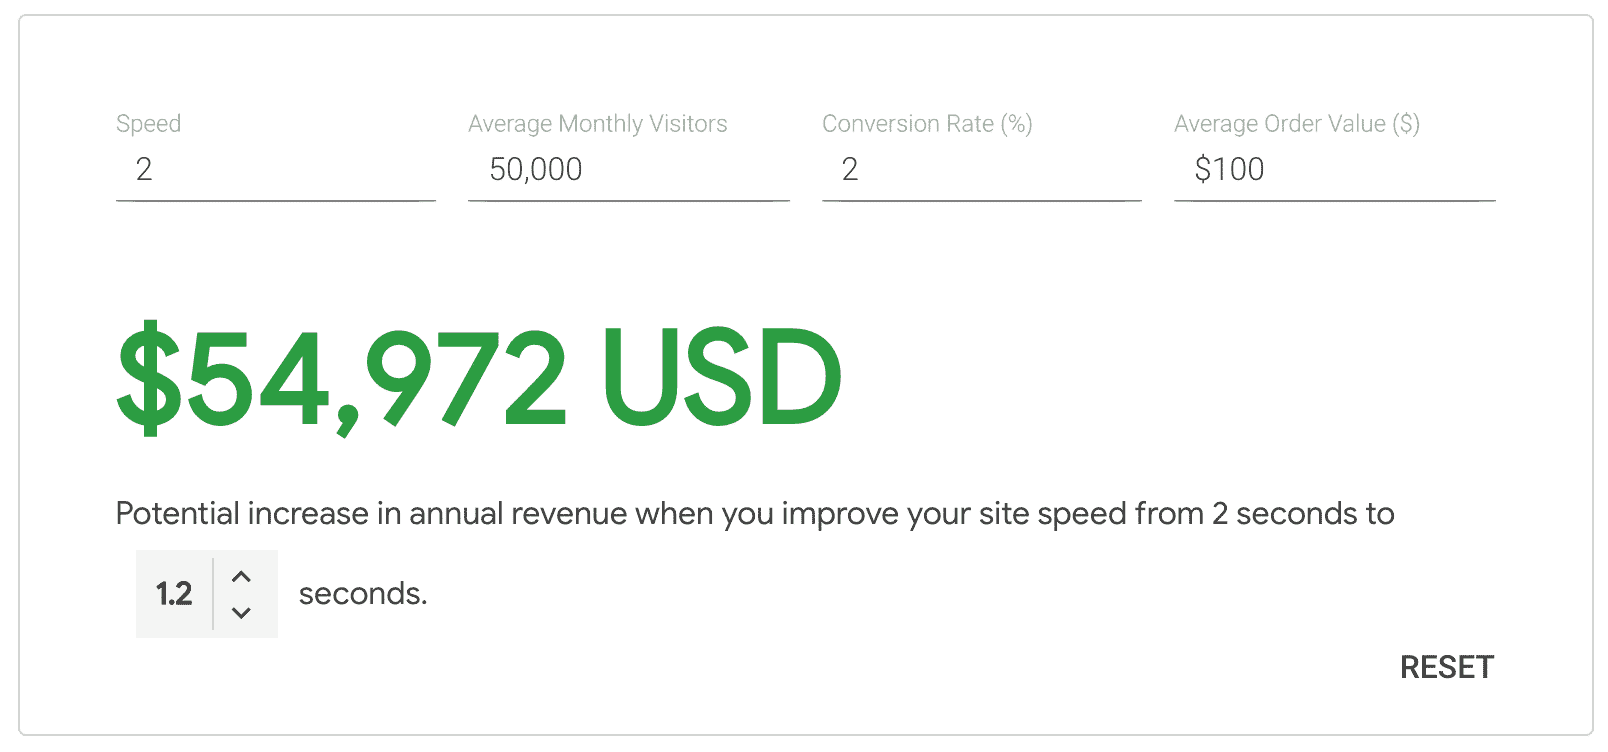 Speed
Average Monthly Visitors
Conversion Rate (%)
Average Order Value ($)
2
50,000
2
$100
$54,972 USD
Potential increase in annual revenue when you improve your site speed from 2 seconds to
1.2 seconds.
RESET